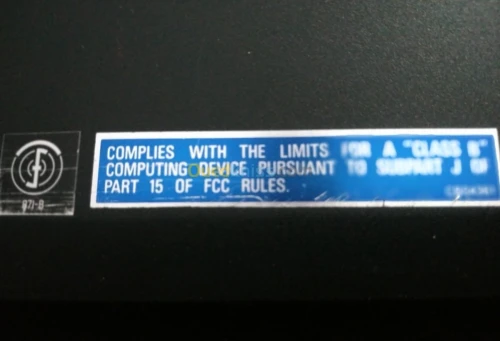 COMPLIES WITH THE LIMITS FOR A "CLASS B"
COMPUTING DEVICE PURSUANT TO SUBPART J OF
PART 15 OF FCC RULES.